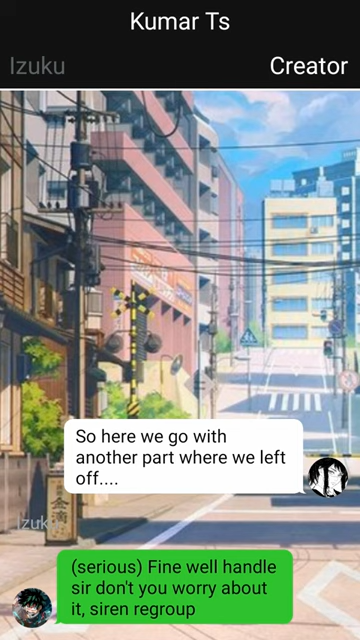 Kumar Ts
Izuku
Creator
So here we go with
another part where we left
off....
Izuk
(serious) Fine well handle
sir don't you worry about
it, siren regroup